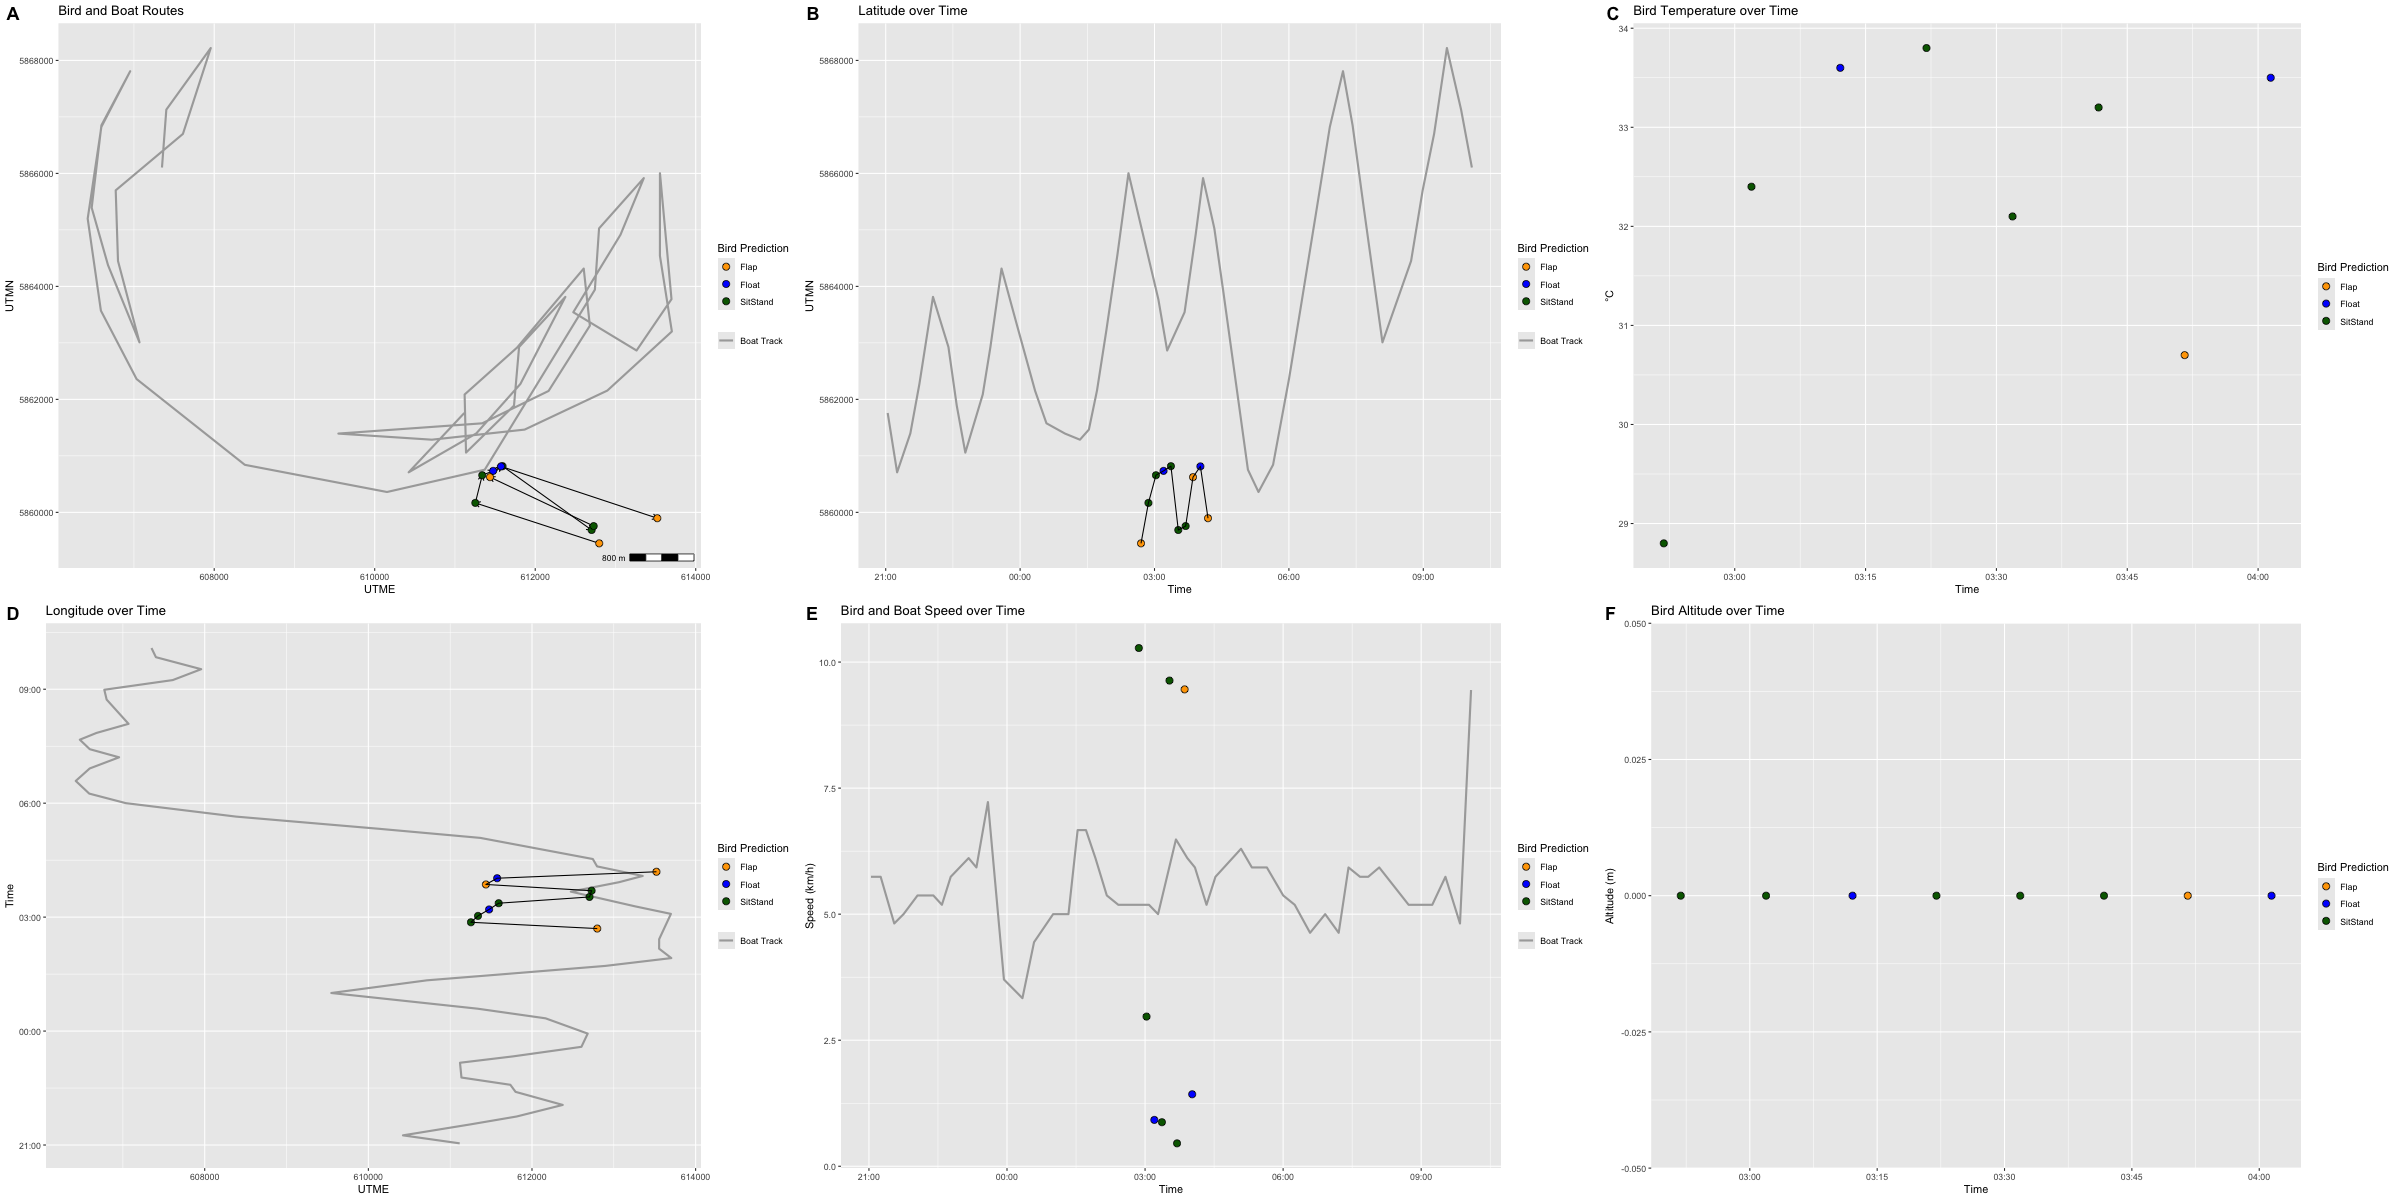 A Bird and Boat Routes
UTMN
5868000
5866000
5864000
5862000
5860000
608000 610000 612000 614000
UTME
800 m
Bird Prediction
Flap
Float
SitStand
Boat Track
B Latitude over Time
UTMN
5868000
5866000
5864000
5862000
5860000
21:00 00:00 03:00 06:00 09:00
Time
Bird Prediction
Flap
Float
SitStand
Boat Track
C Bird Temperature over Time
°C
34
33
32
31
30
29
03:00 03:15 03:30 03:45 04:00
Time
Bird Prediction
Flap
Float
SitStand
D Longitude over Time
Time
09:00
06:00
03:00
00:00
21:00
608000 610000 612000 614000
UTME
Bird Prediction
Flap
Float
SitStand
Boat Track
E Bird and Boat Speed over Time
Speed (km/h)
10.0
7.5
5.0
2.5
0.0
21:00 00:00 03:00 06:00 09:00
Time
Bird Prediction
Flap
Float
SitStand
Boat Track
F Bird Altitude over Time
Altitude (m)
0.050
0.025
0.000
-0.025
-0.050
03:00 03:15 03:30 03:45 04:00
Time
Bird Prediction
Flap
Float
SitStand